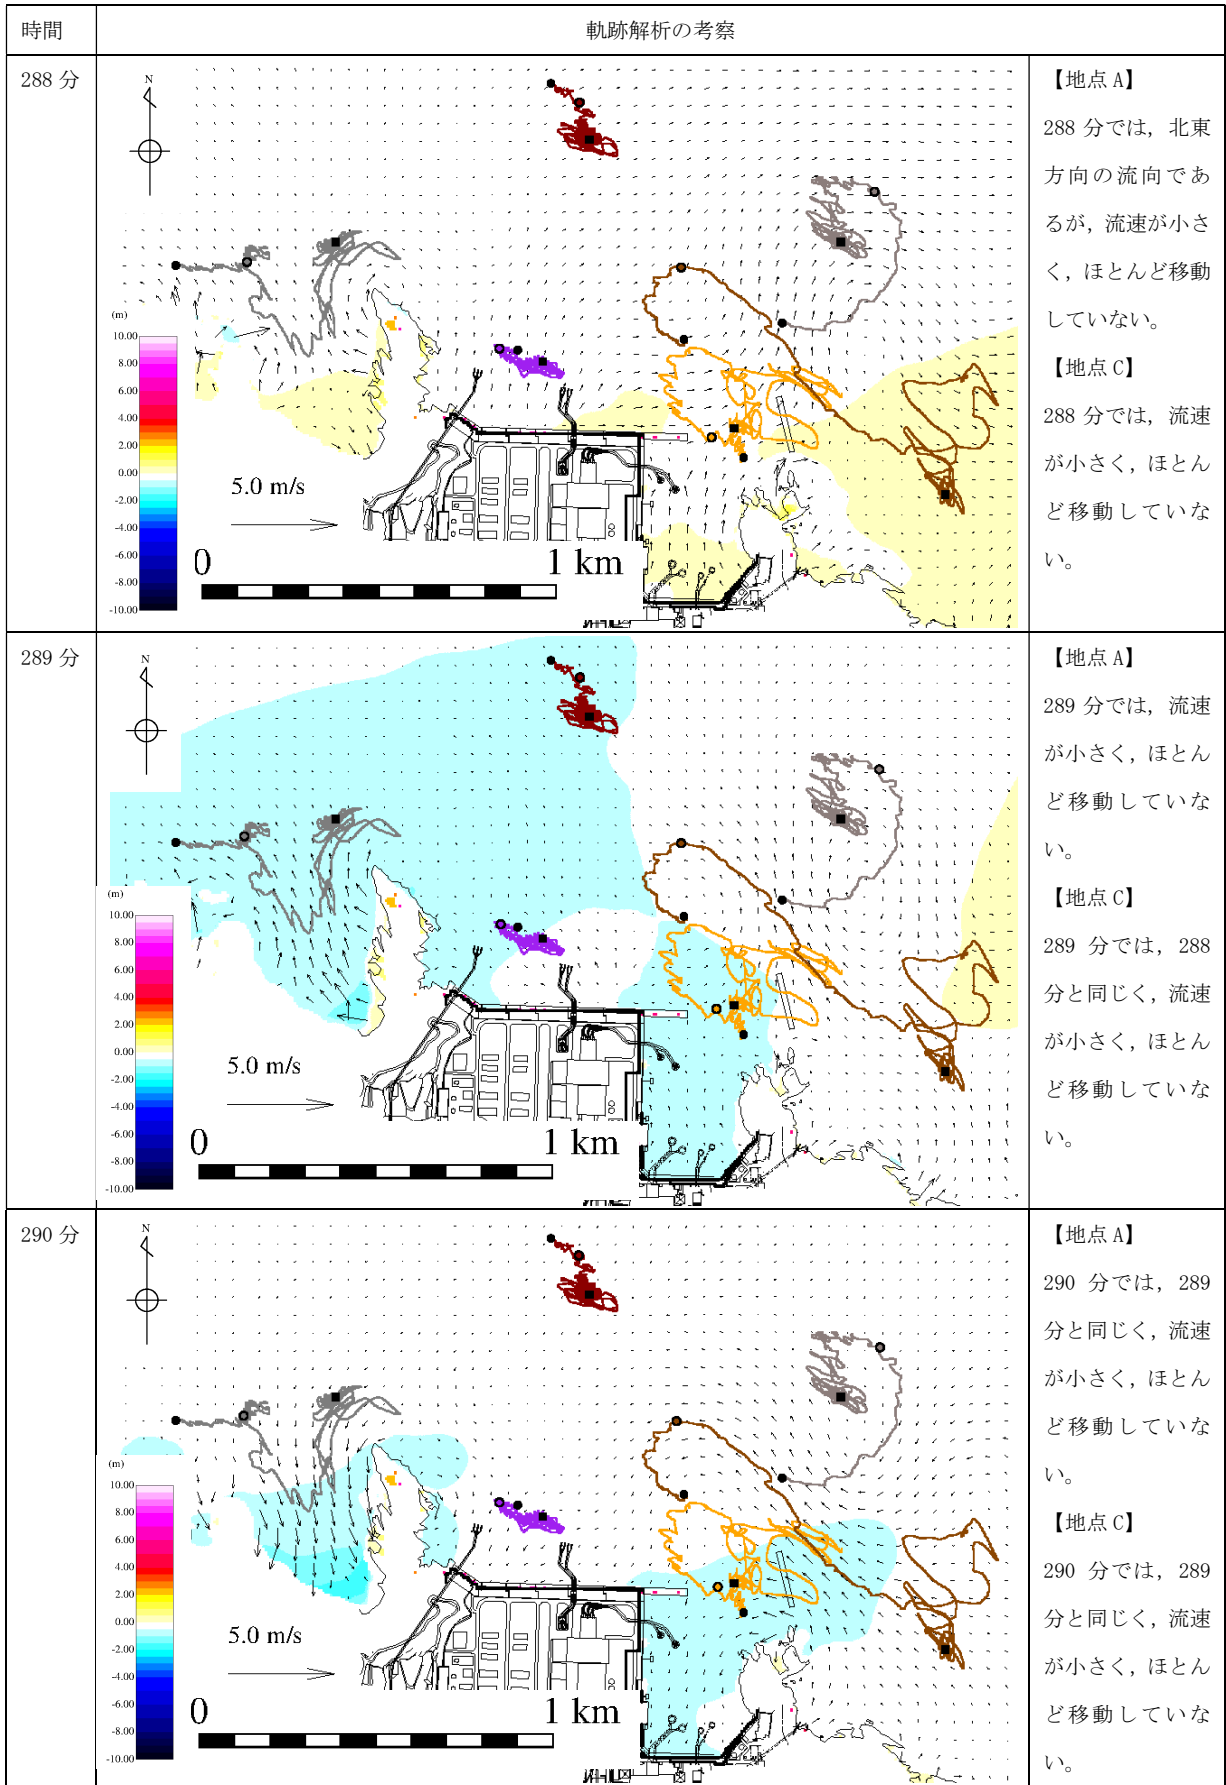 時間
軌跡解析の考察
288 分
N
(m)
10.00
8.00
6.00
4.00
2.00
0.00
-2.00
-4.00
-6.00
-8.00
-10.00
5.0 m/s
0
1 km
【地点 A】
288 分では，北東
方向の流向であ
るが，流速が小さ
く，ほとんど移動
していない。
【地点 C】
288 分では，流速
が小さく，ほとん
ど移動していな
い。
289 分
N
(m)
10.00
8.00
6.00
4.00
2.00
0.00
-2.00
-4.00
-6.00
-8.00
-10.00
5.0 m/s
0
1 km
【地点 A】
289 分では，流速
が小さく，ほとん
ど移動していな
い。
【地点 C】
289 分では，288
分と同じく，流速
が小さく，ほとん
ど移動していな
い。
290 分
N
(m)
10.00
8.00
6.00
4.00
2.00
0.00
-2.00
-4.00
-6.00
-8.00
-10.00
5.0 m/s
0
1 km
【地点 A】
290 分では，289
分と同じく，流速
が小さく，ほとん
ど移動していな
い。
【地点 C】
290 分では，289
分と同じく，流速
が小さく，ほとん
ど移動していな
い。